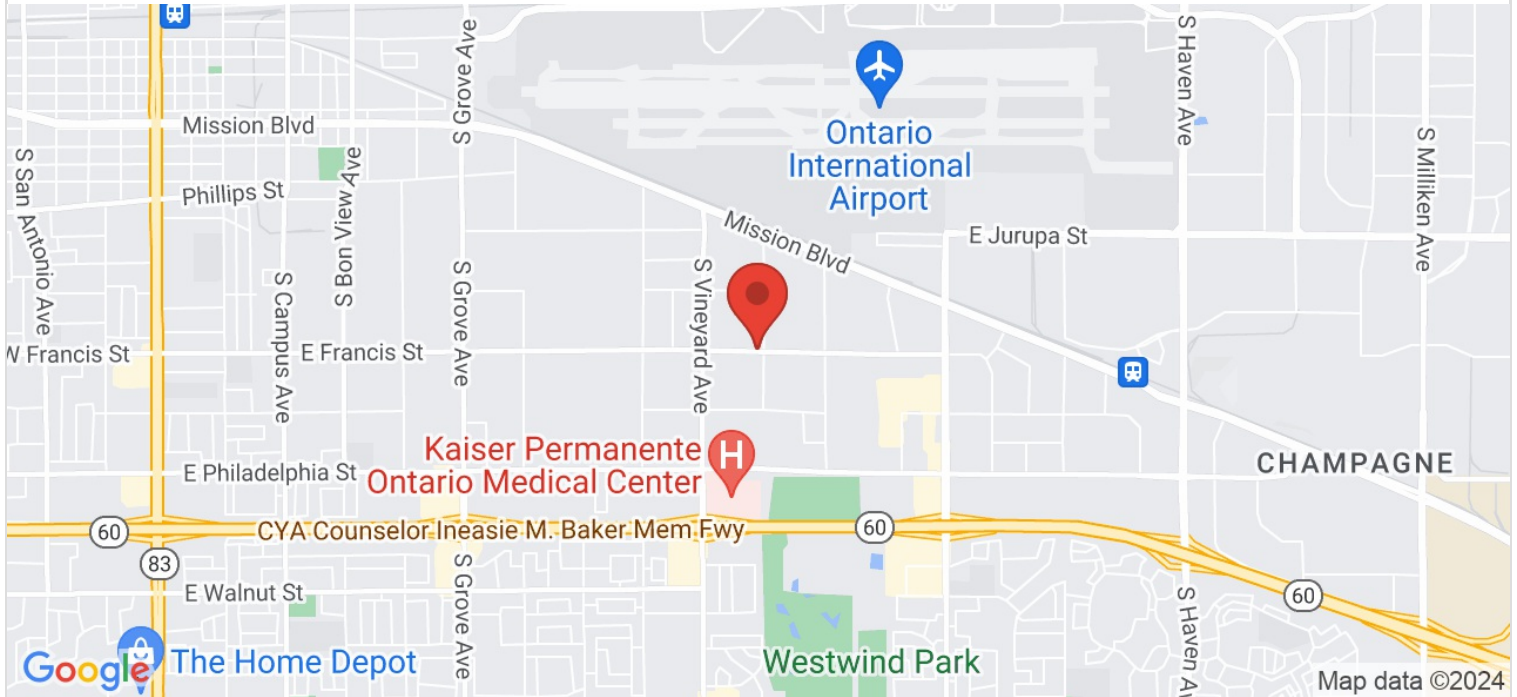 S Grove Ave
S Haven Ave
Mission Blvd
Ontario
International
Airport
S San Antonio Ave
S Bon View Ave
S Milliken Ave
Phillips St
Mission Blvd
E Jurupa St
S Campus Ave
S Grove Ave
S Vineyard Ave
W Francis St
E Francis St
Kaiser Permanente
Ontario Medical Center
H
E Philadelphia St
CHAMPAGNE
60
CYA Counselor Ineasie M. Baker Mem Fwy
60
83
E Walnut St
S Grove Ave
60
Google
The Home Depot
Westwind Park
Map data ©2024